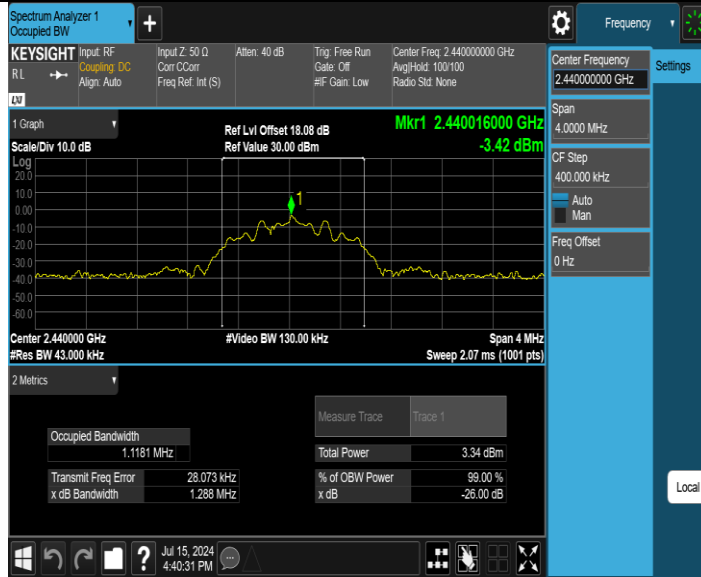 Spectrum Analyzer 1
Occupied BW
KEYSIGHT
R L
LXI
Input: RF
Coupling: DC
Align: Auto
Input Z: 50 Ω
Corr CCorr
Freq Ref: Int (S)
Atten: 40 dB
Trig: Free Run
Gate: Off
#IF Gain: Low
Center Freq: 2.440000000 GHz
Avg|Hold: 100/100
Radio Std: None
1 Graph
Scale/Div 10.0 dB
Ref Lvl Offset 18.08 dB
Ref Value 30.00 dBm
Mkr1 2.440016000 GHz
-3.42 dBm
Log
20.0
10.0
0.00
-10.0
-20.0
-30.0
-40.0
-50.0
-60.0
1
Center 2.440000 GHz
#Video BW 130.00 kHz
Span 4 MHz
#Res BW 43.000 kHz
Sweep 2.07 ms (1001 pts)
2 Metrics
Measure Trace
Trace 1
Occupied Bandwidth
1.1181 MHz
Total Power
3.34 dBm
Transmit Freq Error
28.073 kHz
% of OBW Power
99.00 %
x dB Bandwidth
1.288 MHz
x dB
-26.00 dB
?
Jul 15, 2024
4:40:31 PM
Frequency
Settings
Center Frequency
2.440000000 GHz
Span
4.0000 MHz
CF Step
400.000 kHz
Auto
Man
Freq Offset
0 Hz
Local